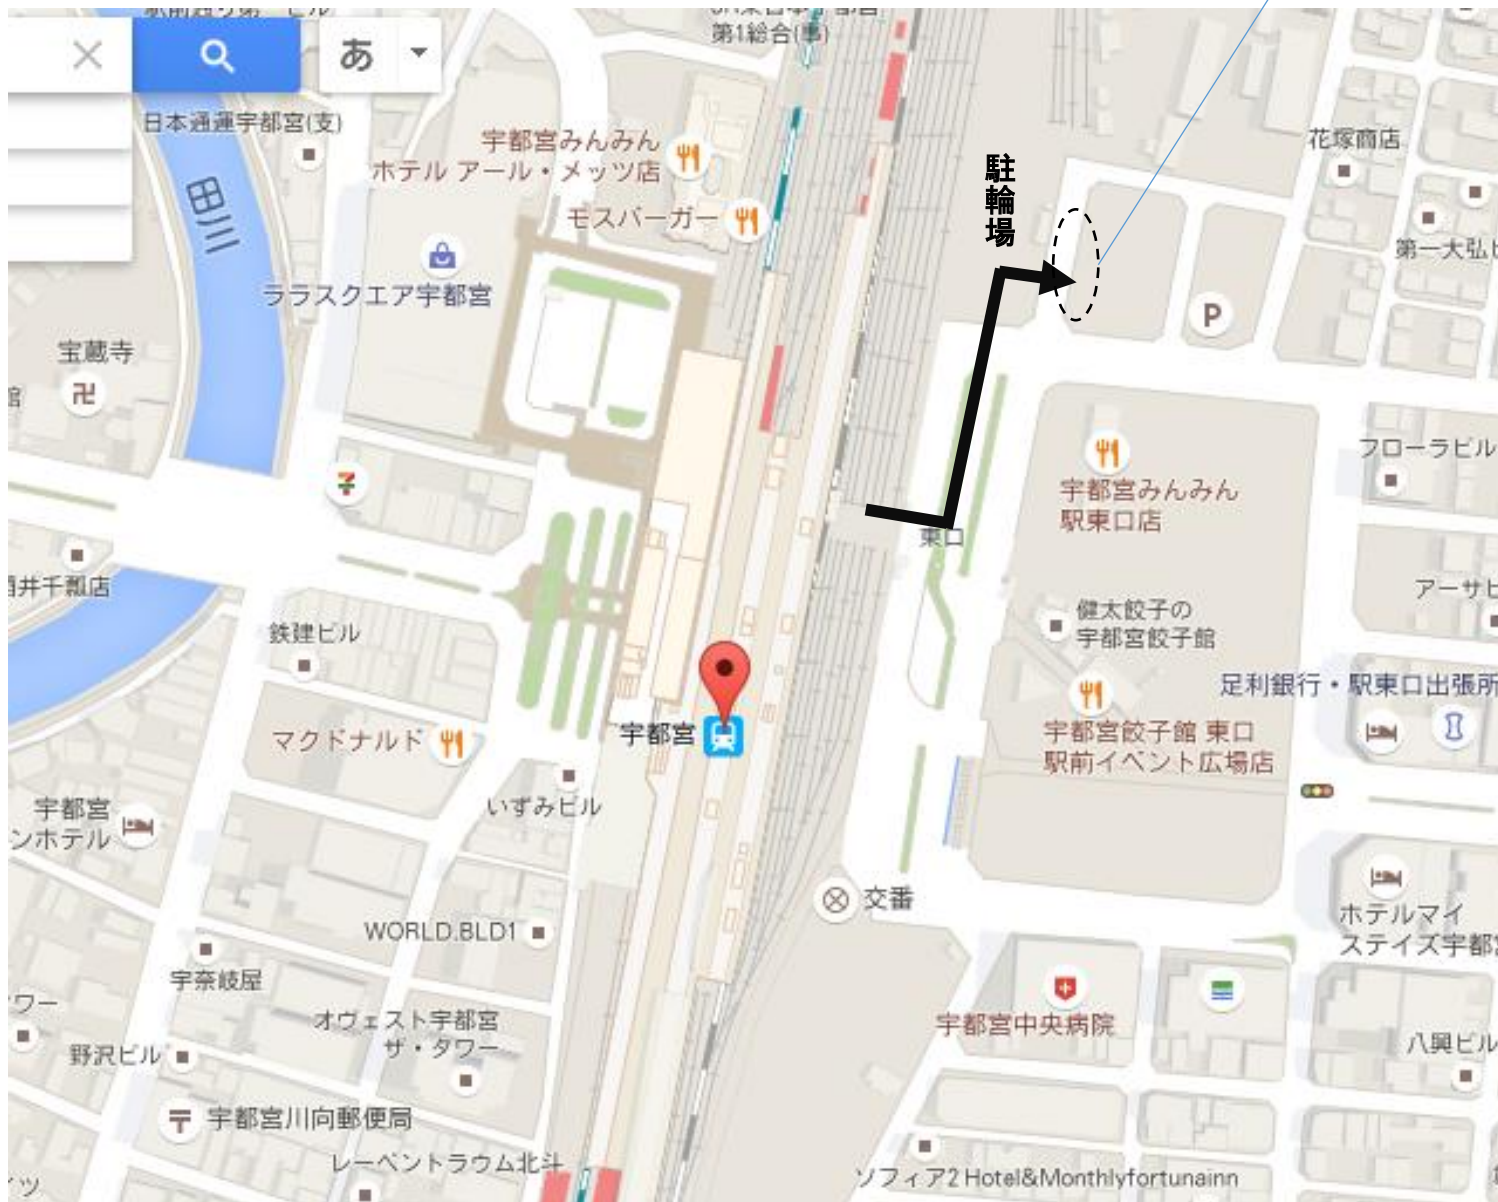 第1総合(事)
あ
日本通運宇都宮(支)
田川
宇都宮みんみん
ホテル アール・メッツ店
モスバーガー
駐輪場
花塚商店
ララスクエア宇都宮
P
宝蔵寺
卍
フローラビル
宇都宮みんみん
駅東口店
東口
健太餃子の
宇都宮餃子館
鉄建ビル
足利銀行・駅東口出張所
宇都宮
マクドナルド
宇都宮餃子館 東口
駅前イベント広場店
いずみビル
宇都宮
ンホテル
交番
WORLD.BLD1
ホテルマイ
ステイズ宇都宮
宇奈岐屋
オヴェスト宇都宮
ザ・タワー
宇都宮中央病院
ワー
野沢ビル
八興ビル
〒
宇都宮川向郵便局
レーベントラウム北斗
ソフィア2 Hotel&Monthlyfortunainn